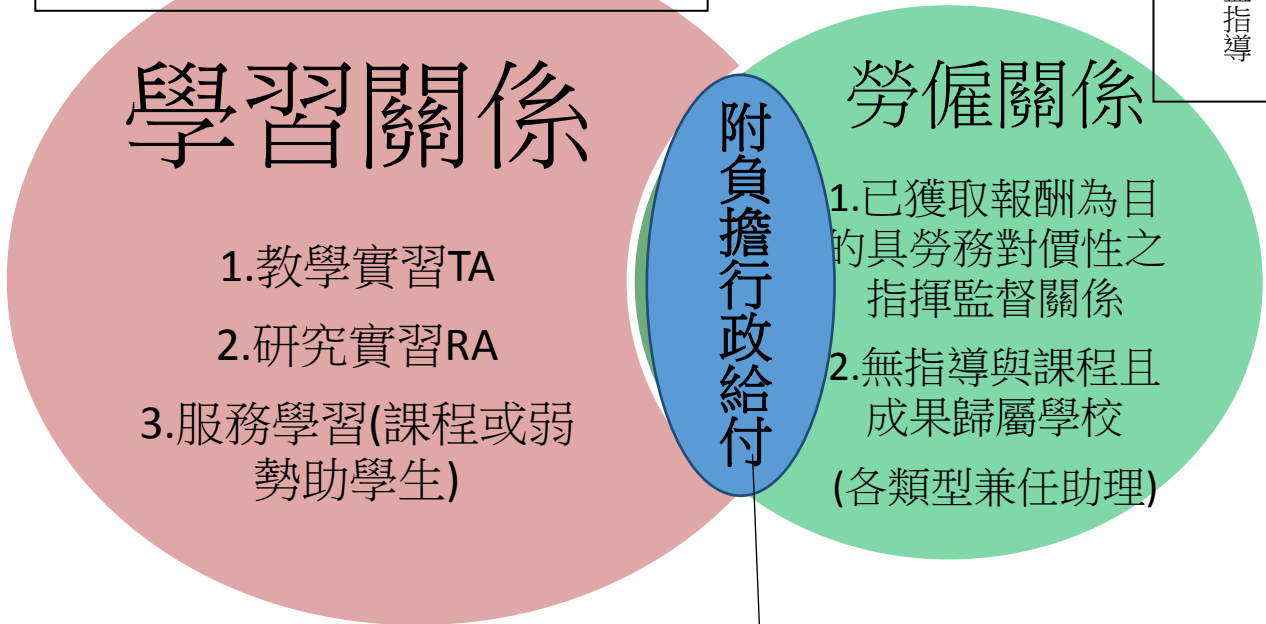 學習關係
1.教學實習TA
2.研究實習RA
3.服務學習(課程或弱
勢助學生)
附負擔行政給付
勞僱關係
1.已獲取報酬為目
的具勞務對價性之
指揮監督關係
2.無指導與課程且
成果歸屬學校
(各類型兼任助理)
指導